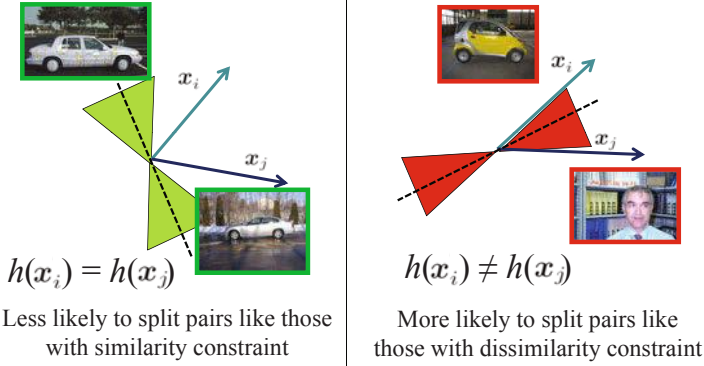 x_i
x_j
h(x_i) = h(x_j)
Less likely to split pairs like those
with similarity constraint
x_i
x_j
h(x_i) ≠ h(x_j)
More likely to split pairs like
those with dissimilarity constraint